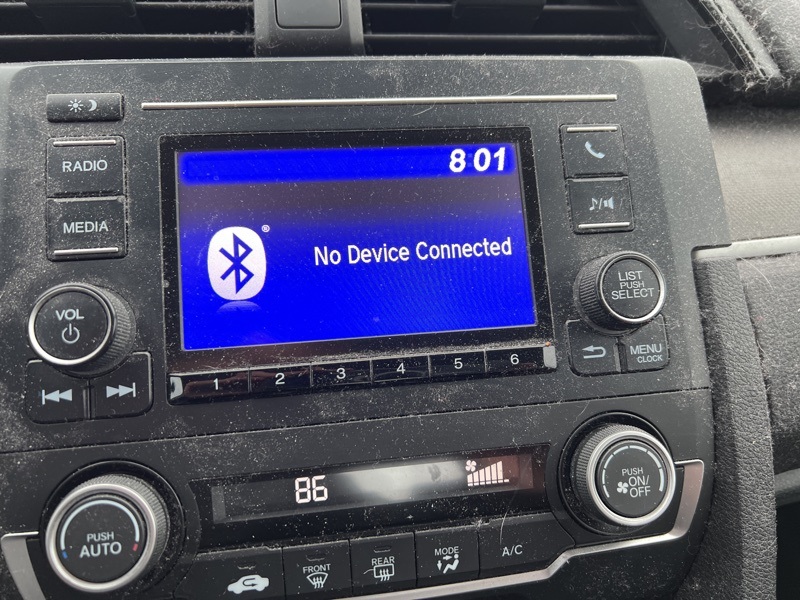 8 01
RADIO
MEDIA
®
No Device Connected
VOL
LIST
PUSH
SELECT
MENU
CLOCK
1 2 3 4 5 6
86
PUSH
AUTO
PUSH
ON/
OFF
FRONT
REAR
MODE
A/C